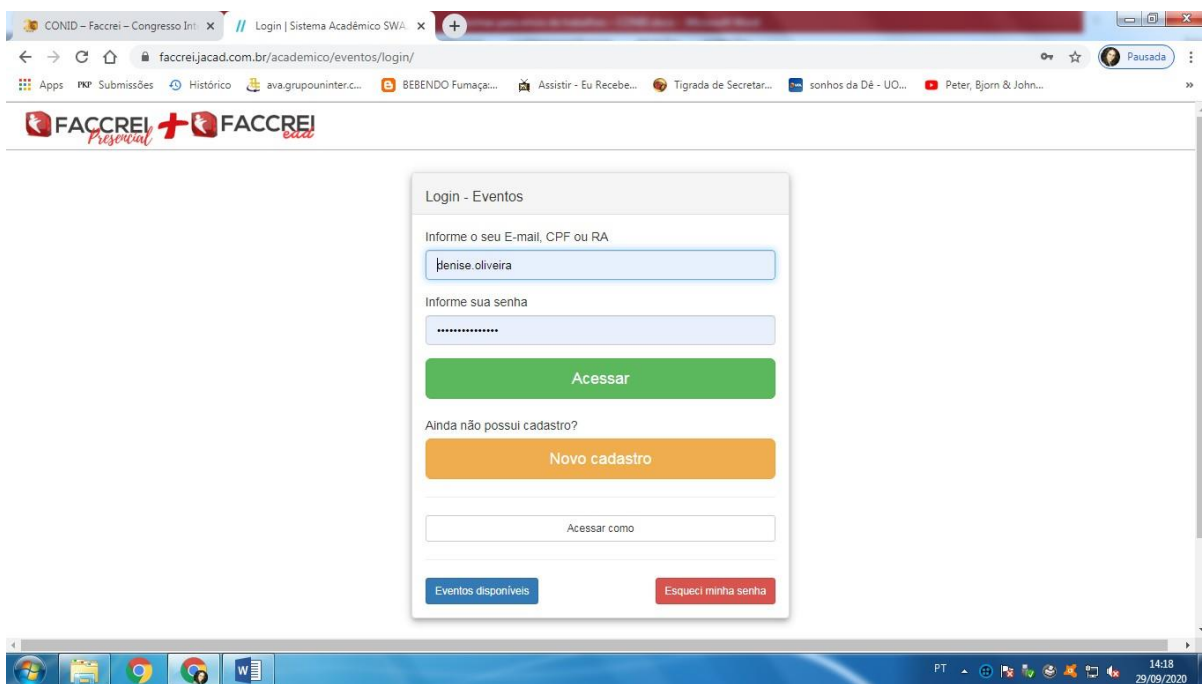 CONID – Faccrei – Congresso Int
Login | Sistema Acadêmico SWA
faccrei.jacad.com.br/academico/eventos/login/
Pausada
Apps
PKP Submissões
Histórico
ava.grupouninter.c...
BEBENDO Fumaça:...
Assistir - Eu Recebe...
Tigrada de Secretar...
sonhos da Dê - UO...
Peter, Bjorn & John...
»
FACCREI Presencial + FACCREI ead
Login - Eventos
Informe o seu E-mail, CPF ou RA
denise.oliveira
Informe sua senha
•••••••••••••••
Acessar
Ainda não possui cadastro?
Novo cadastro
Acessar como
Eventos disponíveis
Esqueci minha senha
PT
14:18
29/09/2020